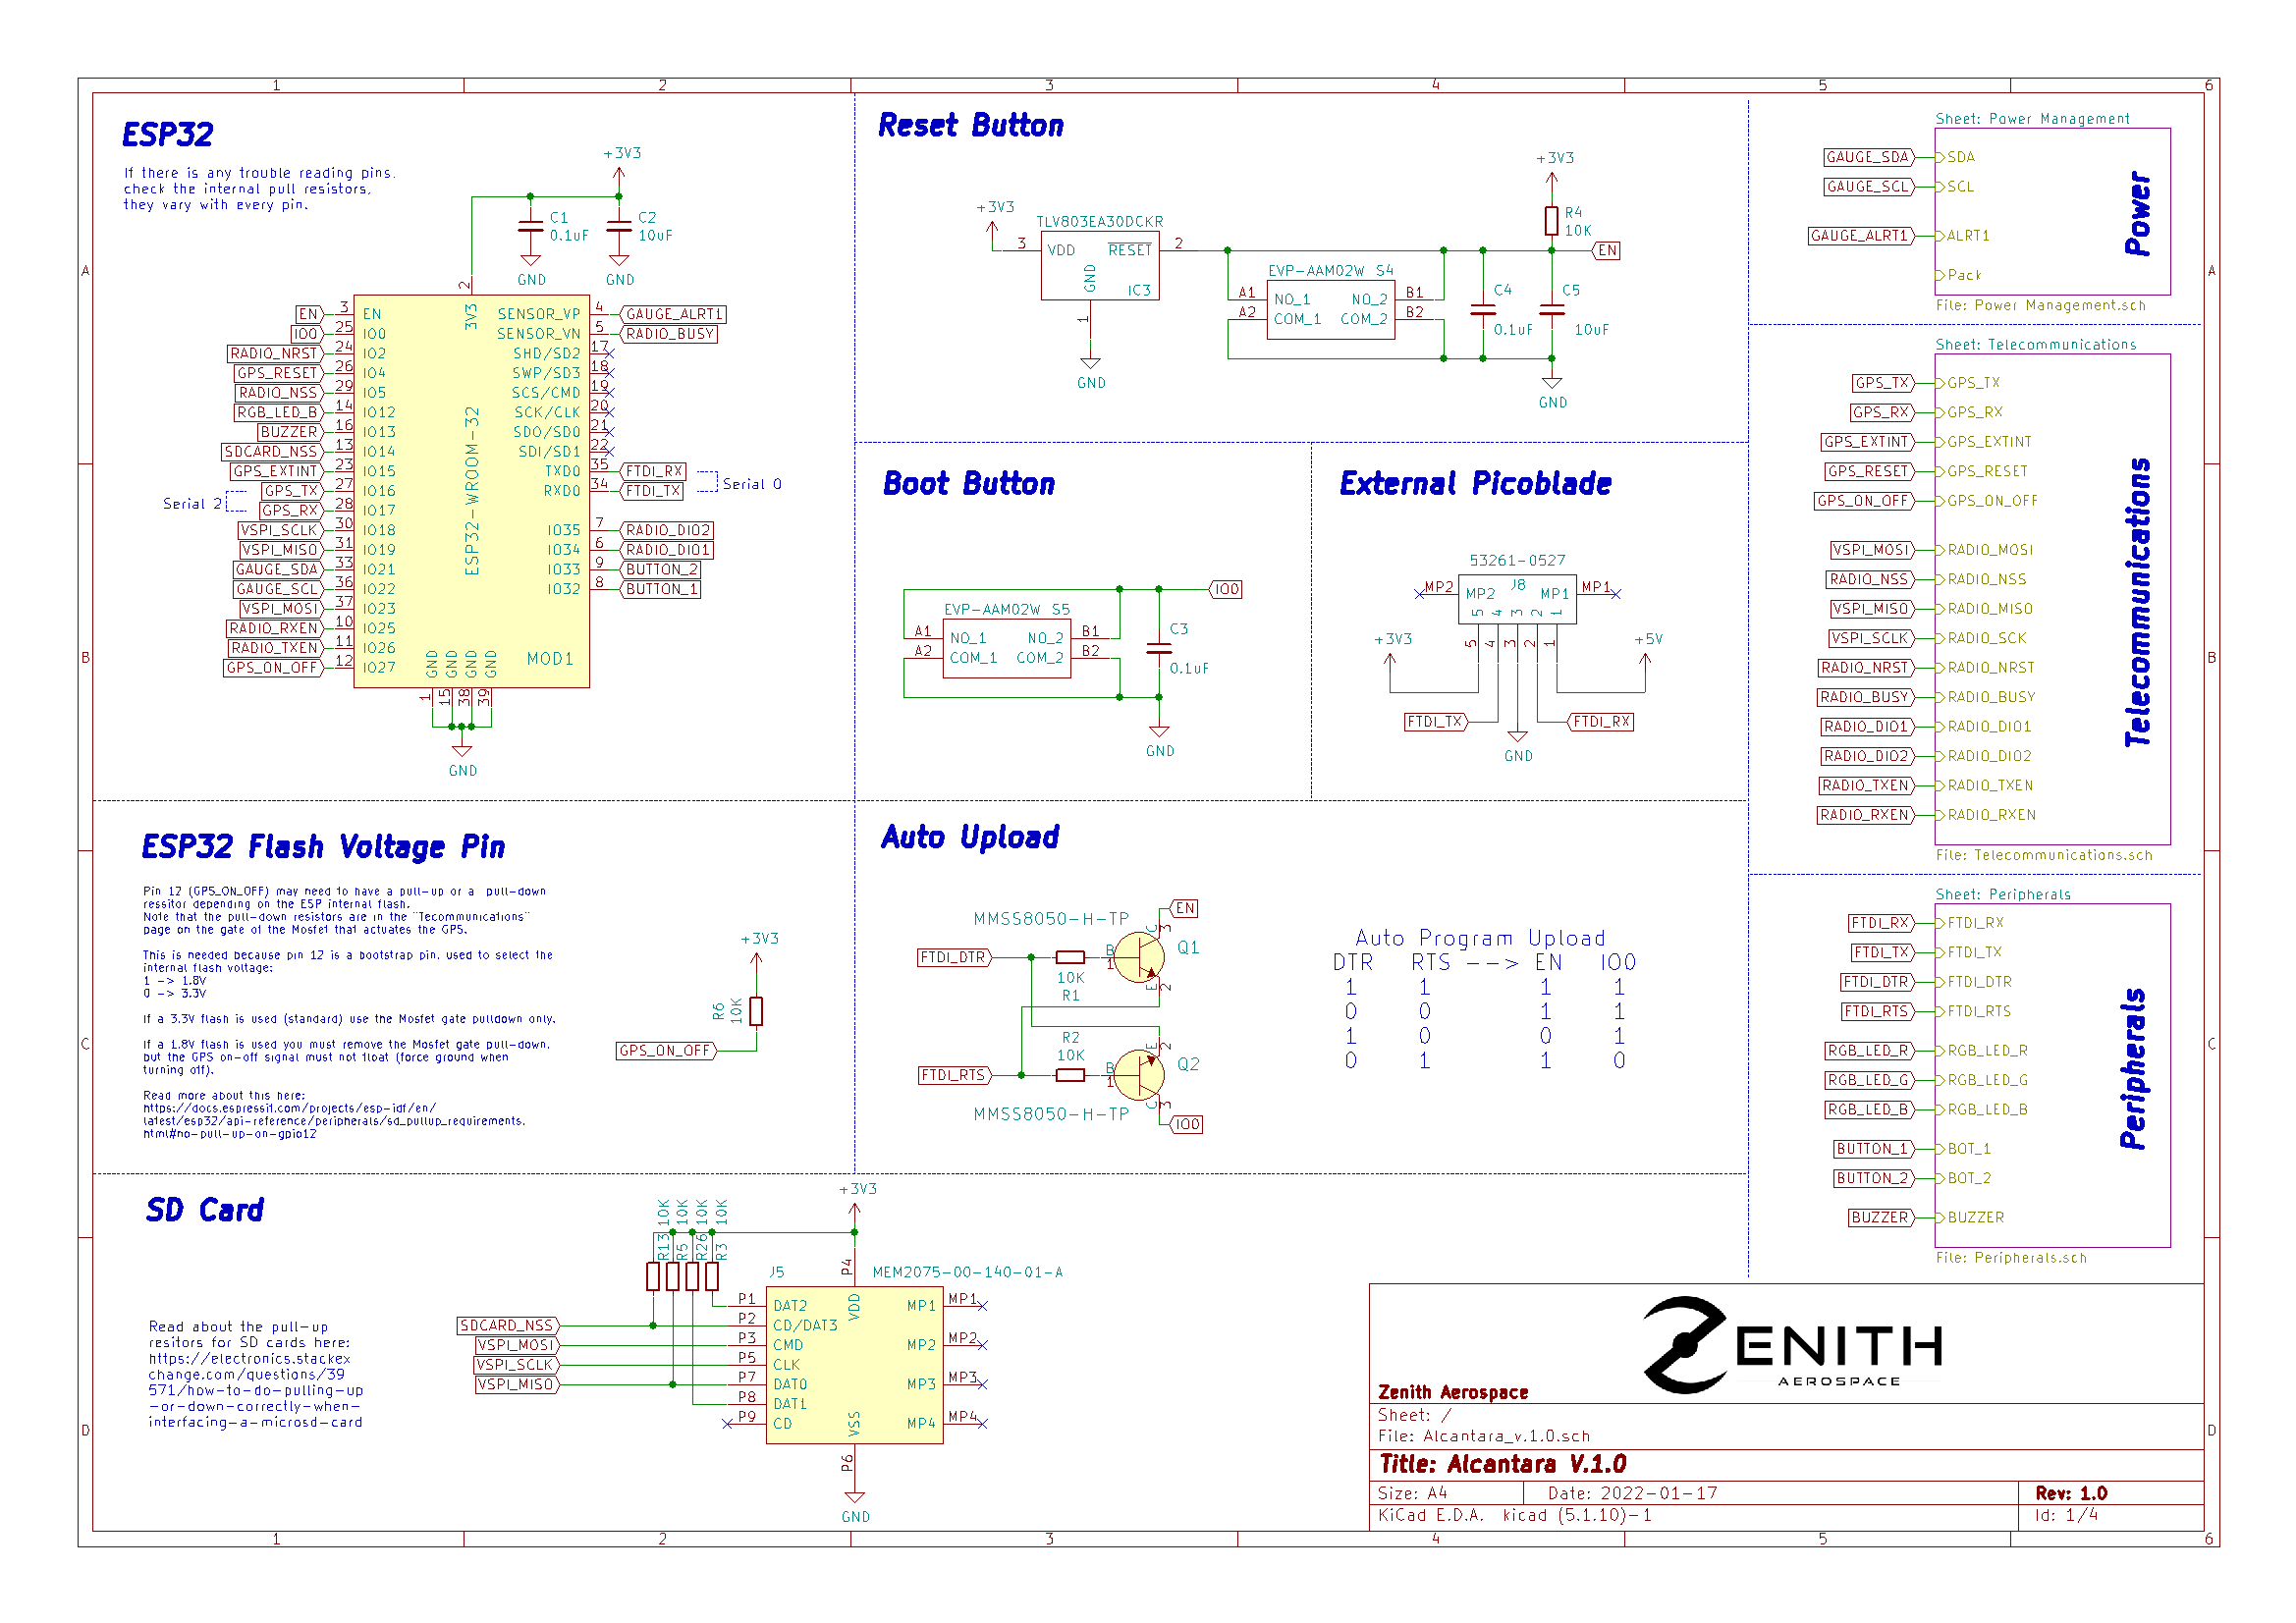 1 2 3 4 5 6
A
B
C
D
ESP32
If there is any trouble reading pins,
check the internal pull resistors,
they vary with every pin.
+3V3
C1
0.1uF
C2
10uF
GND
GND
2
3V3
EN 3 EN
IO0 25 IO0
RADIO_NRST 24 IO2
GPS_RESET 26 IO4
RADIO_NSS 29 IO5
RGB_LED_B 14 IO12
BUZZER 16 IO13
SDCARD_NSS 13 IO14
GPS_EXTINT 23 IO15
GPS_TX 27 IO16
GPS_RX 28 IO17
Serial 2
VSPI_SCLK 30 IO18
VSPI_MISO 31 IO19
GAUGE_SDA 33 IO21
GAUGE_SCL 36 IO22
VSPI_MOSI 37 IO23
RADIO_RXEN 10 IO25
RADIO_TXEN 11 IO26
GPS_ON_OFF 12 IO27
ESP32-WROOM-32
SENSOR_VP 4 GAUGE_ALRT1
SENSOR_VN 5 RADIO_BUSY
SHD/SD2 17
SWP/SD3 18
SCS/CMD 19
SCK/CLK 20
SDO/SD0 21
SDI/SD1 22
TXD0 35 FTDI_RX
RXD0 34 FTDI_TX
Serial 0
IO35 7 RADIO_DIO2
IO34 6 RADIO_DIO1
IO33 9 BUTTON_2
IO32 8 BUTTON_1
MOD1
GND GND GND GND
1 15 38 39
GND
Reset Button
+3V3
TLV803EA30DCKR
3 VDD RESET 2
GND
IC3
1
GND
EVP-AAM02W S4
A1 NO_1 NO_2 B1
A2 COM_1 COM_2 B2
+3V3
R4
10K
EN
C4
0.1uF
C5
10uF
GND
Boot Button
IO0
EVP-AAM02W S5
A1 NO_1 NO_2 B1
A2 COM_1 COM_2 B2
C3
0.1uF
GND
External Picoblade
53261-0527
MP2 MP2 J8 MP1 MP1
5 4 3 2 1
5 4 3 2 1
+3V3
+5V
FTDI_TX
FTDI_RX
GND
ESP32 Flash Voltage Pin
Pin 12 (GPS_ON_OFF) may need to have a pull-up or a pull-down
ressitor depending on the ESP internal flash.
Note that the pull-down resistors are in the "Tecommunications"
page on the gate of the Mosfet that actuates the GPS.
This is needed because pin 12 is a bootstrap pin, used to select the
internal flash voltage:
1 -> 1.8V
0 -> 3.3V
If a 3.3V flash is used (standard) use the Mosfet gate pulldown only.
If a 1.8V flash is used you must remove the Mosfet gate pull-down,
but the GPS on-off signal must not float (force ground when
turning off).
Read more about this here:
https://docs.espressif.com/projects/esp-idf/en/
latest/esp32/api-reference/peripherals/sd_pullup_requirements.
html#no-pull-up-on-gpio12
+3V3
R6
10K
GPS_ON_OFF
Auto Upload
MMSS8050-H-TP
EN
C 3
FTDI_DTR
10K
R1
B
1
Q1
E 2
R2
10K
FTDI_RTS
B
1
E 2
Q2
C 3
MMSS8050-H-TP
IO0
Auto Program Upload
DTR RTS --> EN IO0
1 1 1 1
0 0 1 1
1 0 0 1
0 1 1 0
SD Card
Read about the pull-up
resitors for SD cards here:
https://electronics.stackex
change.com/questions/39
571/how-to-do-pulling-up
-or-down-correctly-when-
interfacing-a-microsd-card
+3V3
R13 10K
R5 10K
R26 10K
R3 10K
P4
J5
MEM2075-00-140-01-A
VDD
P1 DAT2
SDCARD_NSS P2 CD/DAT3
VSPI_MOSI P3 CMD
VSPI_SCLK P5 CLK
VSPI_MISO P7 DAT0
P8 DAT1
P9 CD
MP1 MP1
MP2 MP2
MP3 MP3
MP4 MP4
VSS
P6
GND
Sheet: Power Management
GAUGE_SDA SDA
GAUGE_SCL SCL
GAUGE_ALRT1 ALRT1
Pack
Power
File: Power Management.sch
Sheet: Telecommunications
GPS_TX GPS_TX
GPS_RX GPS_RX
GPS_EXTINT GPS_EXTINT
GPS_RESET GPS_RESET
GPS_ON_OFF GPS_ON_OFF
VSPI_MOSI RADIO_MOSI
RADIO_NSS RADIO_NSS
VSPI_MISO RADIO_MISO
VSPI_SCLK RADIO_SCK
RADIO_NRST RADIO_NRST
RADIO_BUSY RADIO_BUSY
RADIO_DIO1 RADIO_DIO1
RADIO_DIO2 RADIO_DIO2
RADIO_TXEN RADIO_TXEN
RADIO_RXEN RADIO_RXEN
Telecommunications
File: Telecommunications.sch
Sheet: Peripherals
FTDI_RX FTDI_RX
FTDI_TX FTDI_TX
FTDI_DTR FTDI_DTR
FTDI_RTS FTDI_RTS
RGB_LED_R RGB_LED_R
RGB_LED_G RGB_LED_G
RGB_LED_B RGB_LED_B
BUTTON_1 BOT_1
BUTTON_2 BOT_2
BUZZER BUZZER
Peripherals
File: Peripherals.sch
ZENITH
AEROSPACE
Zenith Aerospace
Sheet: /
File: Alcantara_v.1.0.sch
Title: Alcantara V.1.0
Size: A4 Date: 2022-01-17 Rev: 1.0
KiCad E.D.A. kicad (5.1.10)-1 Id: 1/4
A
B
C
D
1 2 3 4 5 6